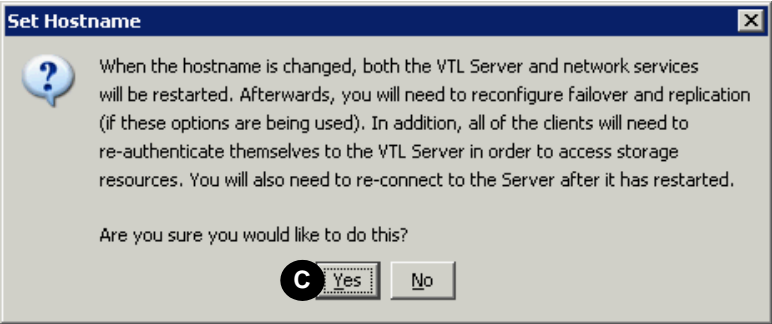 Set Hostname
When the hostname is changed, both the VTL Server and network services
will be restarted. Afterwards, you will need to reconfigure failover and replication
(if these options are being used). In addition, all of the clients will need to
re-authenticate themselves to the VTL Server in order to access storage
resources. You will also need to re-connect to the Server after it has restarted.
Are you sure you would like to do this?
C Yes No